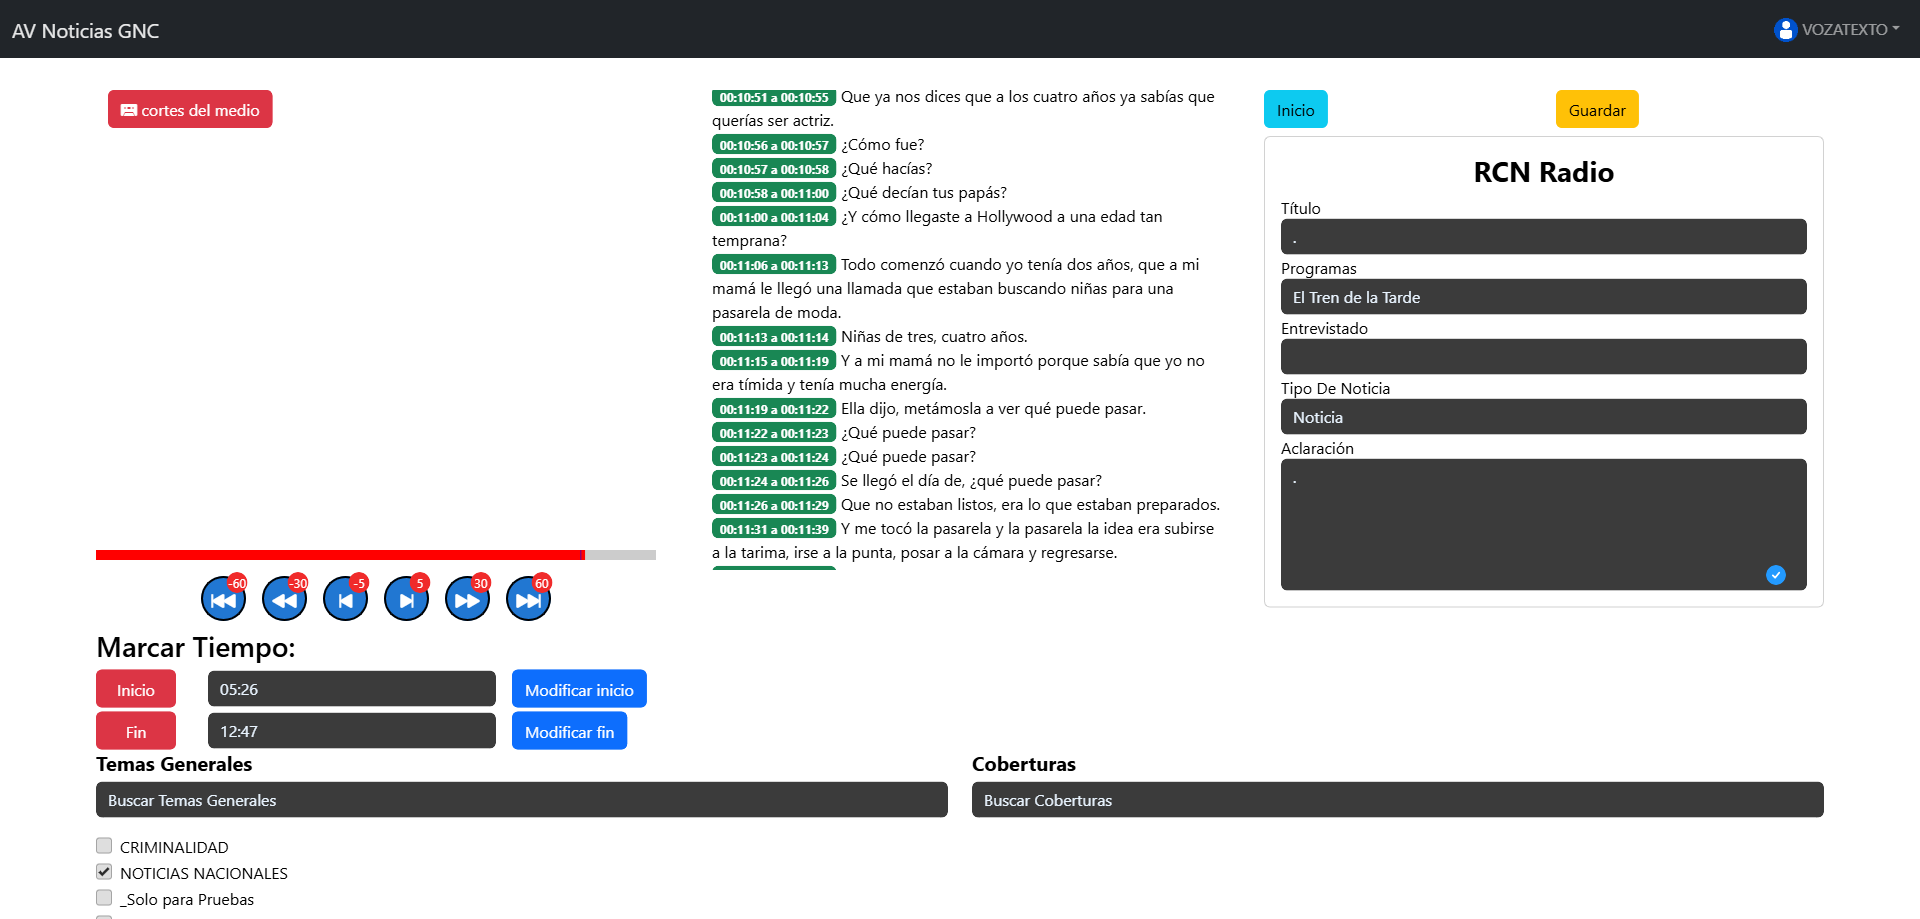 AV Noticias GNC
VOZATEXTO
cortes del medio
-60
-30
-5
5
30
60
Marcar Tiempo:
Inicio
05:26
Modificar inicio
Fin
12:47
Modificar fin
00:10:51 a 00:10:55 Que ya nos dices que a los cuatro años ya sabías que
querías ser actriz.
00:10:56 a 00:10:57 ¿Cómo fue?
00:10:57 a 00:10:58 ¿Qué hacías?
00:10:58 a 00:11:00 ¿Qué decían tus papás?
00:11:00 a 00:11:04 ¿Y cómo llegaste a Hollywood a una edad tan
temprana?
00:11:06 a 00:11:13 Todo comenzó cuando yo tenía dos años, que a mi
mamá le llegó una llamada que estaban buscando niñas para una
pasarela de moda.
00:11:13 a 00:11:14 Niñas de tres, cuatro años.
00:11:15 a 00:11:19 Y a mi mamá no le importó porque sabía que yo no
era tímida y tenía mucha energía.
00:11:19 a 00:11:22 Ella dijo, metámosla a ver qué puede pasar.
00:11:22 a 00:11:23 ¿Qué puede pasar?
00:11:23 a 00:11:24 ¿Qué puede pasar?
00:11:24 a 00:11:26 Se llegó el día de, ¿qué puede pasar?
00:11:26 a 00:11:29 Que no estaban listos, era lo que estaban preparados.
00:11:31 a 00:11:39 Y me tocó la pasarela y la pasarela la idea era subirse
a la tarima, irse a la punta, posar a la cámara y regresarse.
Inicio
Guardar
RCN Radio
Título
.
Programas
El Tren de la Tarde
Entrevistado
Tipo De Noticia
Noticia
Aclaración
.
Temas Generales
Buscar Temas Generales
CRIMINALIDAD
NOTICIAS NACIONALES
_Solo para Pruebas
Coberturas
Buscar Coberturas